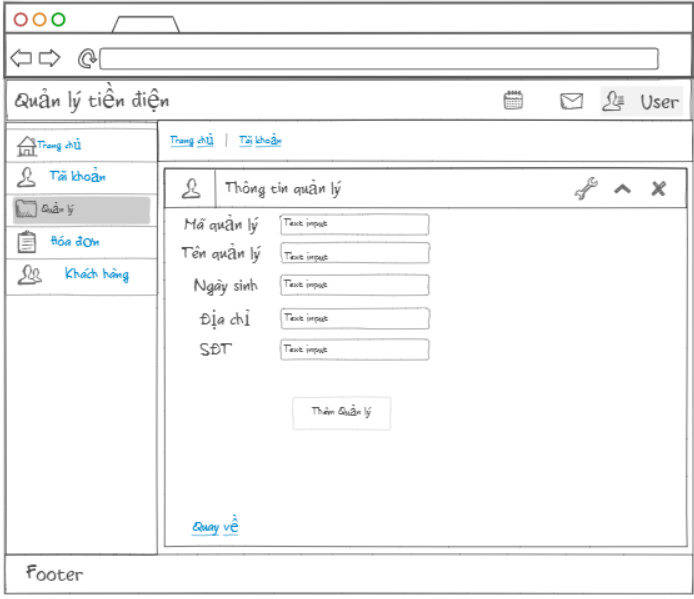 Quản lý tiền điện
User
Trang chủ
Tài khoản
Quản lý
Hóa đơn
Khách hàng
Trang chủ | Tài khoản
Thông tin quản lý
Mã quản lý Text input
Tên quản lý Text input
Ngày sinh Text input
Địa chỉ Text input
SĐT Text input
Thêm Quản lý
Quay về
Footer